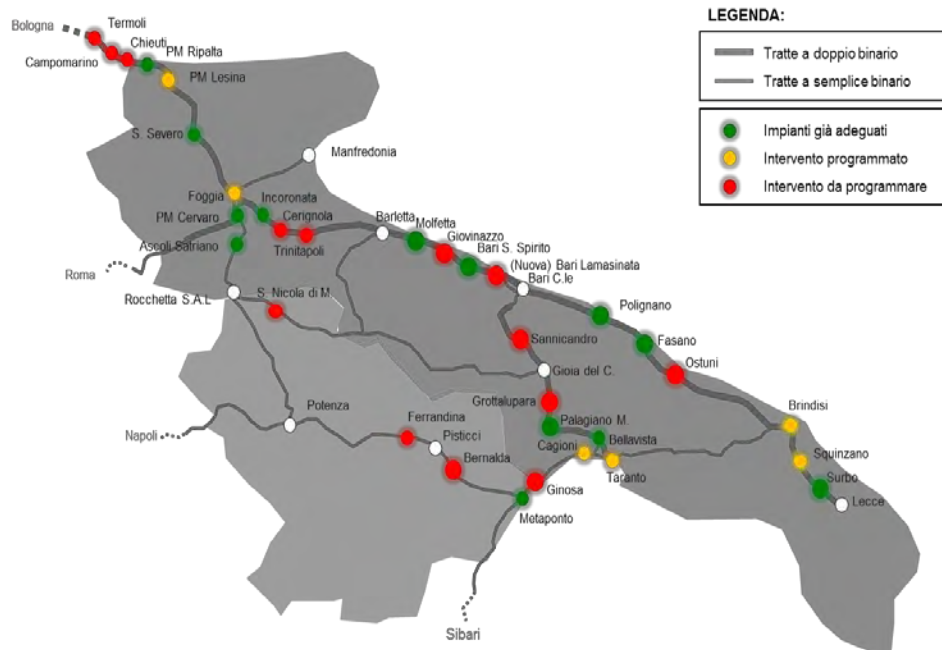 LEGENDA:
Tratte a doppio binario
Tratte a semplice binario
Impianti già adeguati
Intervento programmato
Intervento da programmare
Bologna
Termoli
Chieuti
Campomarino
PM Ripalta
PM Lesina
S. Severo
Manfredonia
Foggia
Incoronata
PM Cervaro
Cerignola
Trinitapoli
Barletta
Molfetta
Giovinazzo
Bari S. Spirito
(Nuova) Bari Lamasinata
Bari C.le
Ascoli Satriano
Roma
Rocchetta S.A.L
S. Nicola di M.
Polignano
Fasano
Ostuni
Sannicandro
Gioia del C.
Grottalupara
Palagiano M.
Bellavista
Cagioni
Taranto
Brindisi
Squinzano
Surbo
Lecce
Potenza
Napoli
Ferrandina
Pisticci
Bernalda
Ginosa
Metaponto
Sibari